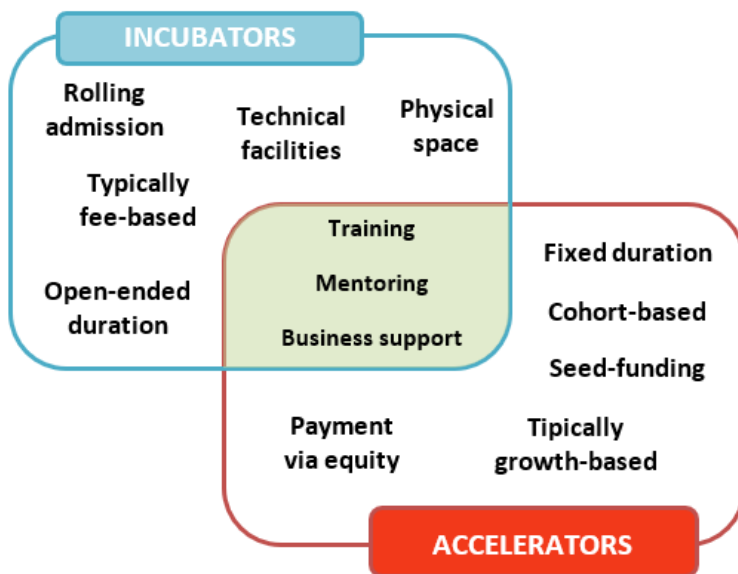 INCUBATORS
Rolling
admission
Technical
facilities
Physical
space
Typically
fee-based
Open-ended
duration
Training
Mentoring
Business support
Fixed duration
Cohort-based
Seed-funding
Payment
via equity
Tipically
growth-based
ACCELERATORS